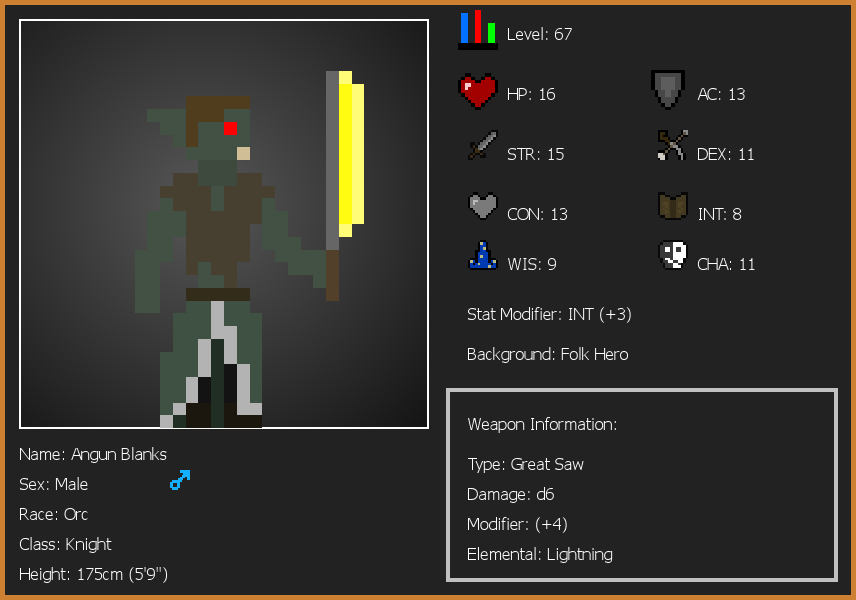 Level: 67
HP: 16
AC: 13
STR: 15
DEX: 11
CON: 13
INT: 8
WIS: 9
CHA: 11
Stat Modifier: INT (+3)
Background: Folk Hero
Weapon Information:
Type: Great Saw
Damage: d6
Modifier: (+4)
Elemental: Lightning
Name: Angun Blanks
Sex: Male
Race: Orc
Class: Knight
Height: 175cm (5'9")